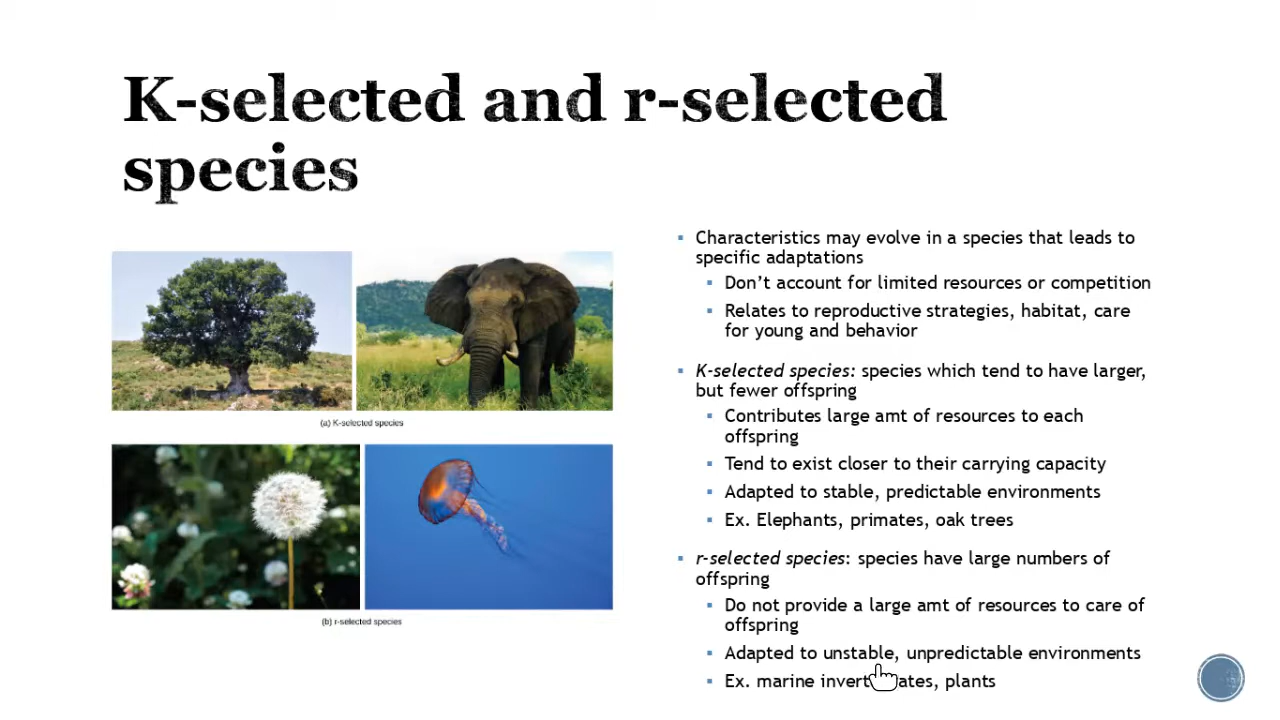 K-selected and r-selected
species
Characteristics may evolve in a species that leads to
specific adaptations
Don't account for limited resources or competition
Relates to reproductive strategies, habitat, care
for young and behavior
K-selected species: species which tend to have larger,
but fewer offspring
Contributes large amt of resources to each
offspring
Tend to exist closer to their carrying capacity
Adapted to stable, predictable environments
Ex. Elephants, primates, oak trees
r-selected species: species have large numbers of
offspring
Do not provide a large amt of resources to care of
offspring
Adapted to unstable, unpredictable environments
Ex. marine plants
(a) K-selected species
(b) r-selected species